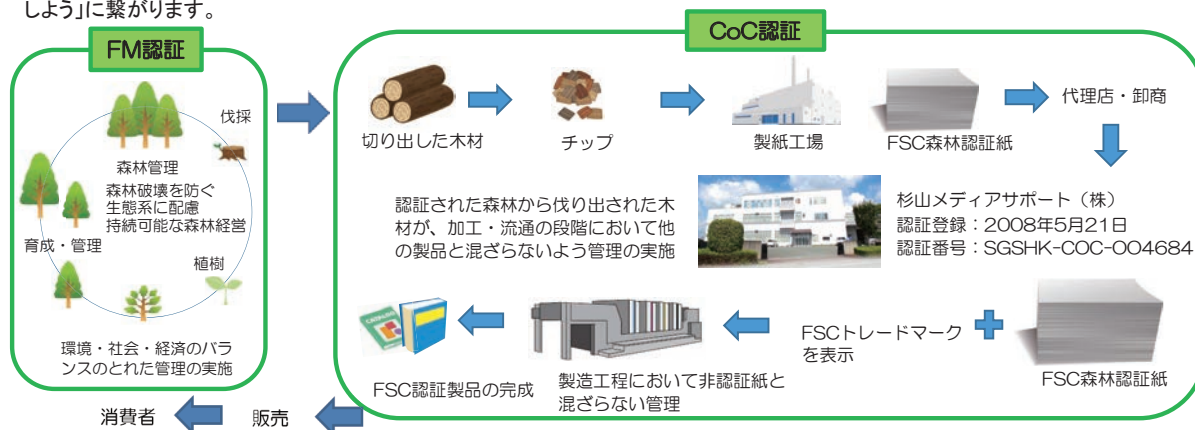 しよう」に繋がります。
FM認証
伐採
森林管理
森林破壊を防ぐ
生態系に配慮
持続可能な森林経営
育成・管理
植樹
環境・社会・経済のバラ
ンスのとれた管理の実施
CoC認証
切り出した木材
チップ
製紙工場
FSC森林認証紙
代理店・卸商
認証された森林から伐り出された木
材が、加工・流通の段階において他
の製品と混ざらないよう管理の実施
杉山メディアサポート（株）
認証登録：2008年5月21日
認証番号：SGSHK-COC-004684
FSC森林認証紙
FSCトレードマーク
を表示
製造工程において非認証紙と
混ざらない管理
FSC認証製品の完成
販売
消費者